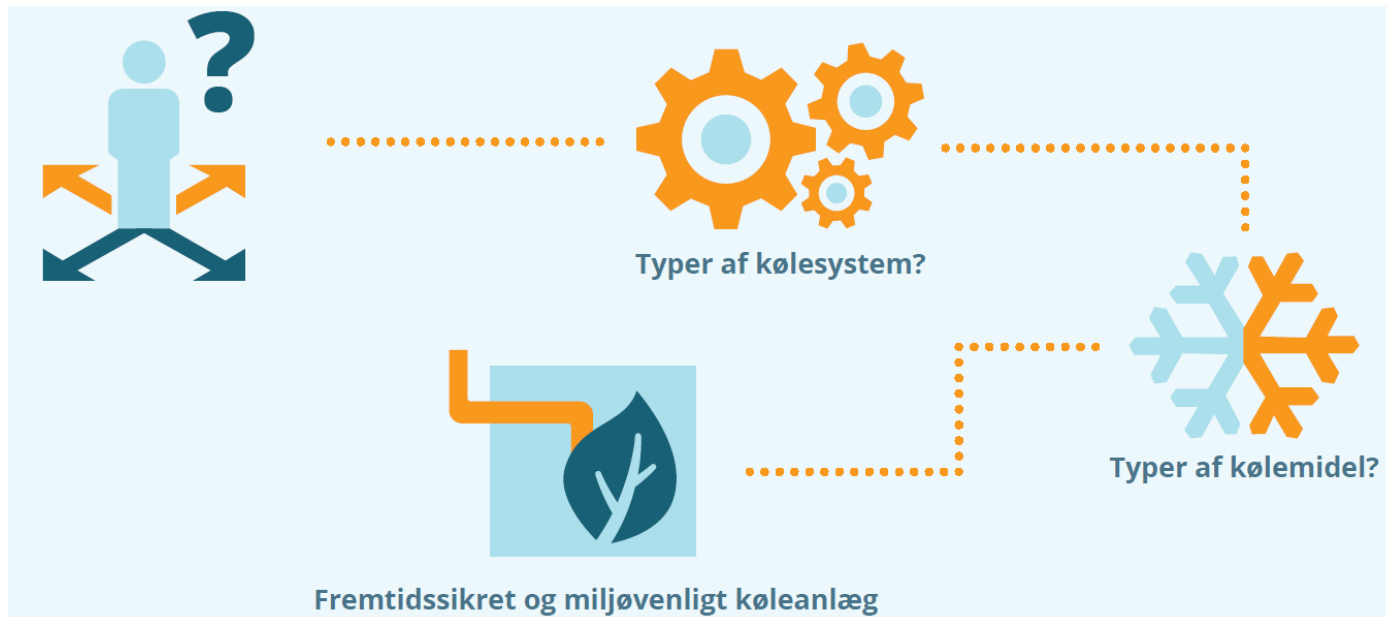 ?
Typer af kølesystem?
Typer af kølemidel?
Fremtidssikret og miljøvenligt køleanlæg